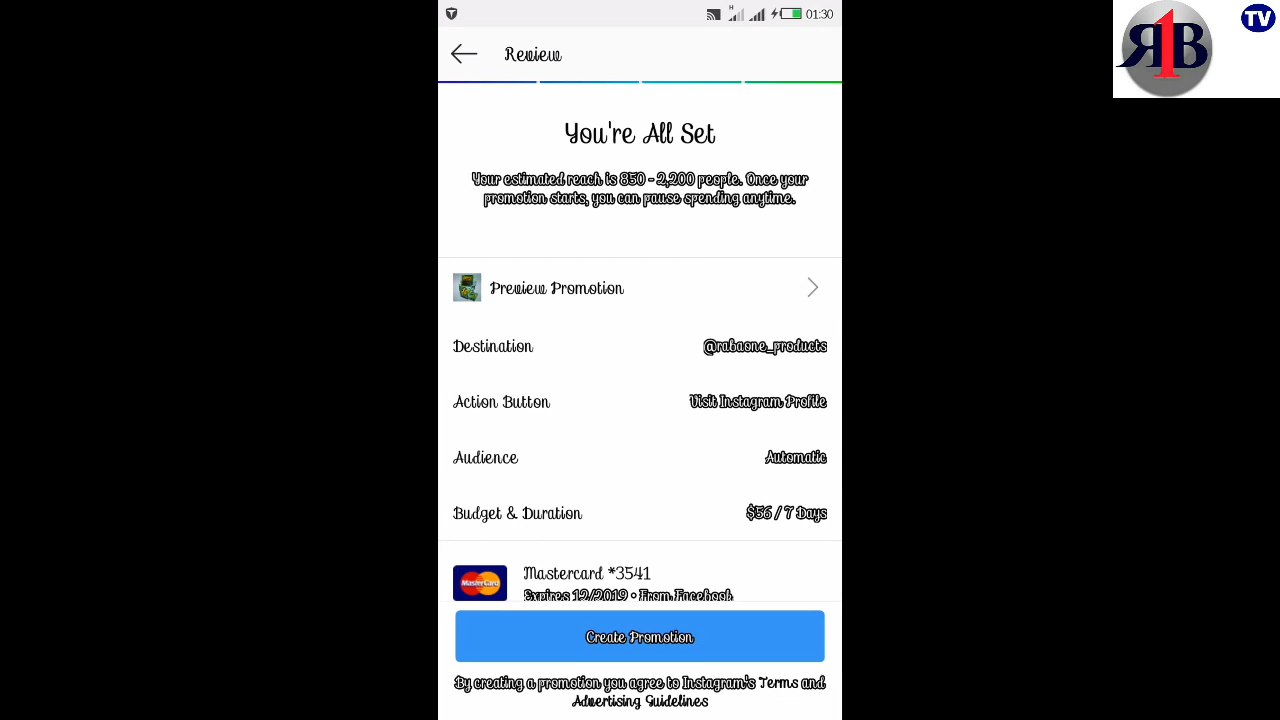 H
01:30
R1B
TV
Review
You're All Set
Your estimated reach is 850 - 2,200 people. Once your
promotion starts, you can pause spending anytime.
Preview Promotion
Destination @rabaone_products
Action Button Visit Instagram Profile
Audience Automatic
Budget & Duration $56 / 7 Days
MasterCard
Mastercard *3541
Expires 12/2019 • From Facebook
Create Promotion
By creating a promotion you agree to Instagram's Terms and
Advertising Guidelines